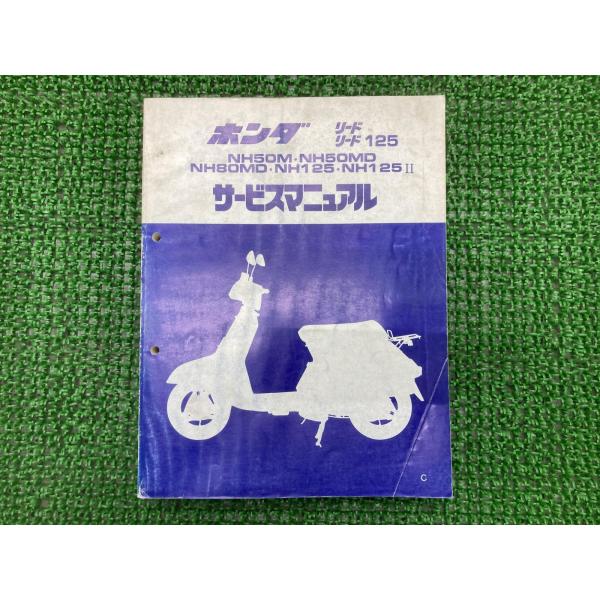 ホンダ リード
リード125
NH50M・NH50MD
NH80MD・NH125・NH125Ⅱ
サービスマニュアル
C